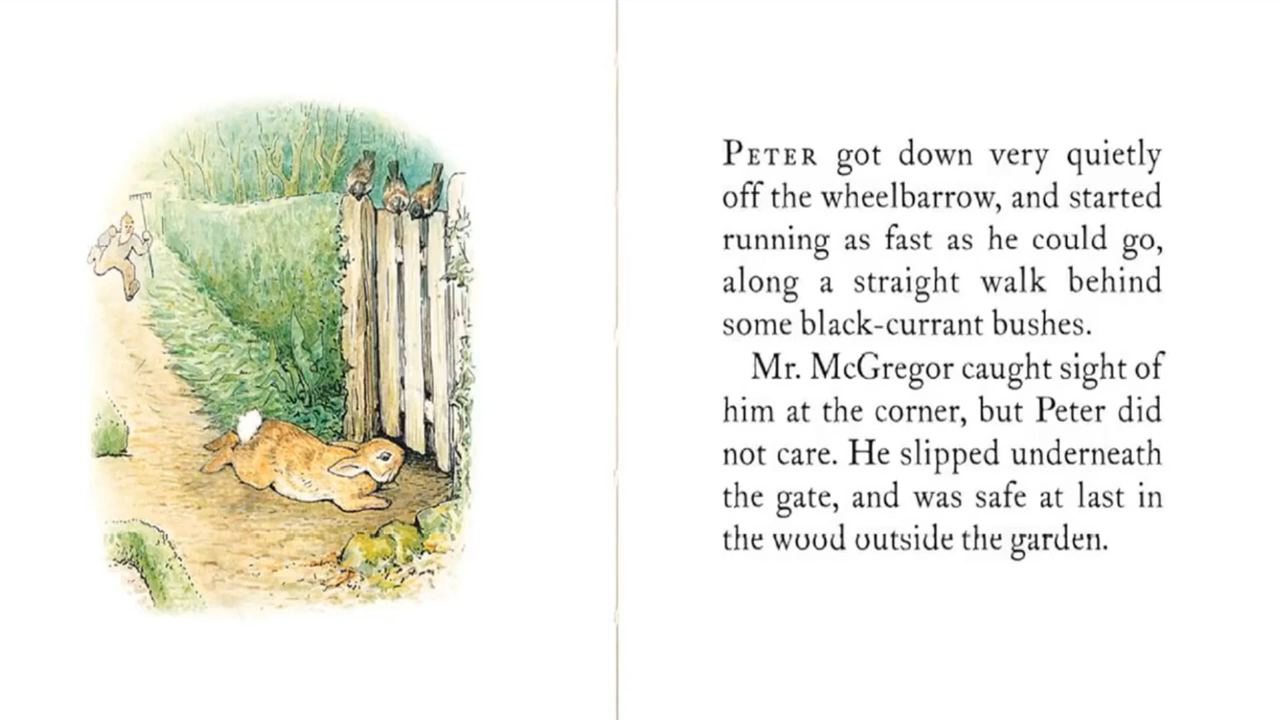 PETER got down very quietly
off the wheelbarrow, and started
running as fast as he could go,
along a straight walk behind
some black-currant bushes.
Mr. McGregor caught sight of
him at the corner, but Peter did
not care. He slipped underneath
the gate, and was safe at last in
the wood outside the garden.